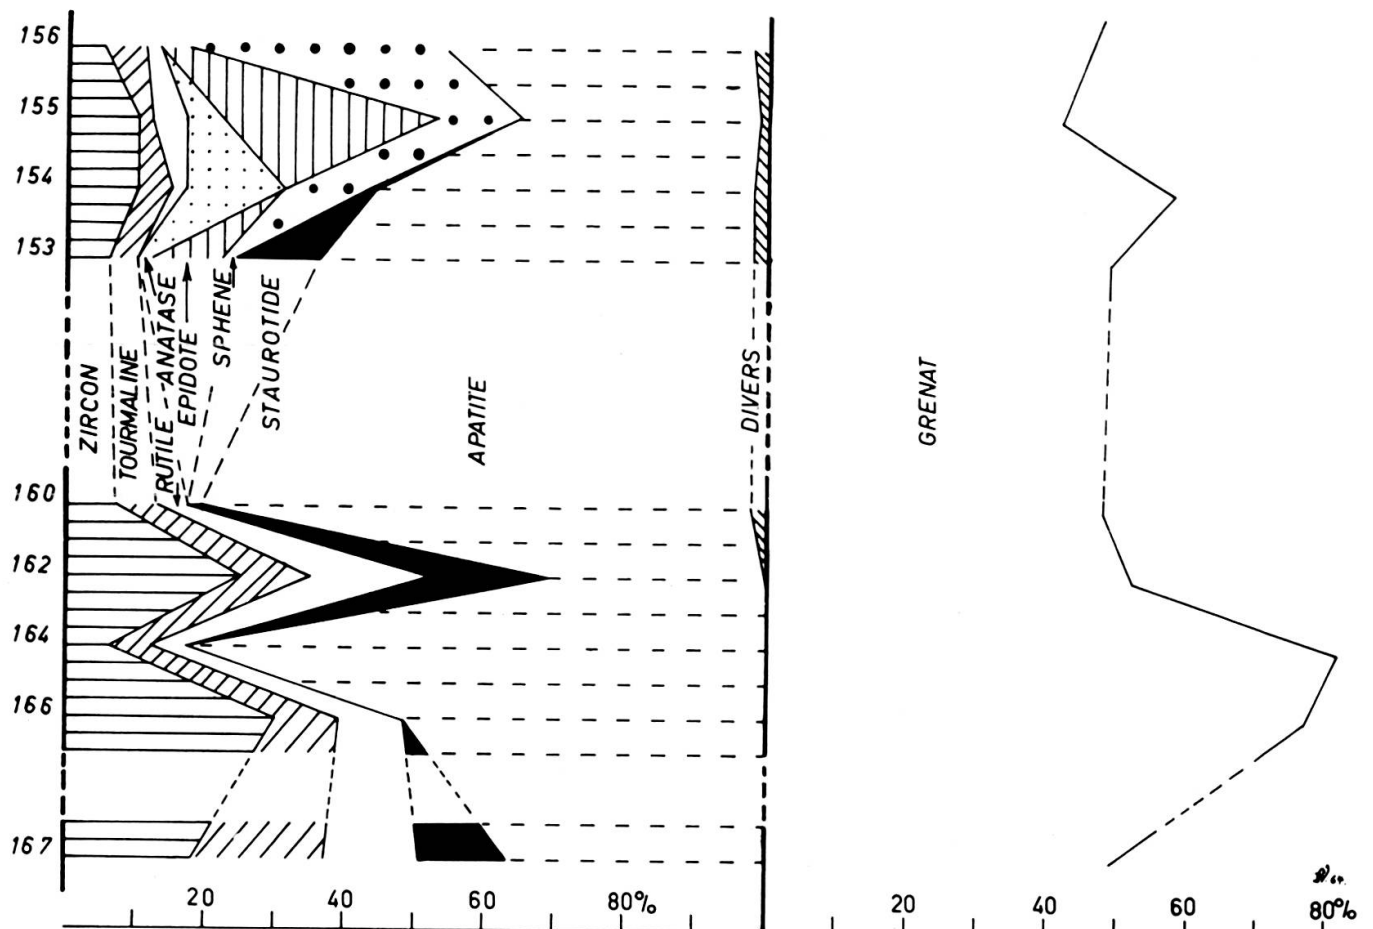 156
155
154
153
ZIRCON
TOURMALINE
RUTILE
ANATASE
EPIDOTE
SPHENE
STAUROTIDE
APATITE
DIVERS
GRENAT
160
162
164
166
167
20 40 60 80% 20 40 60 80%